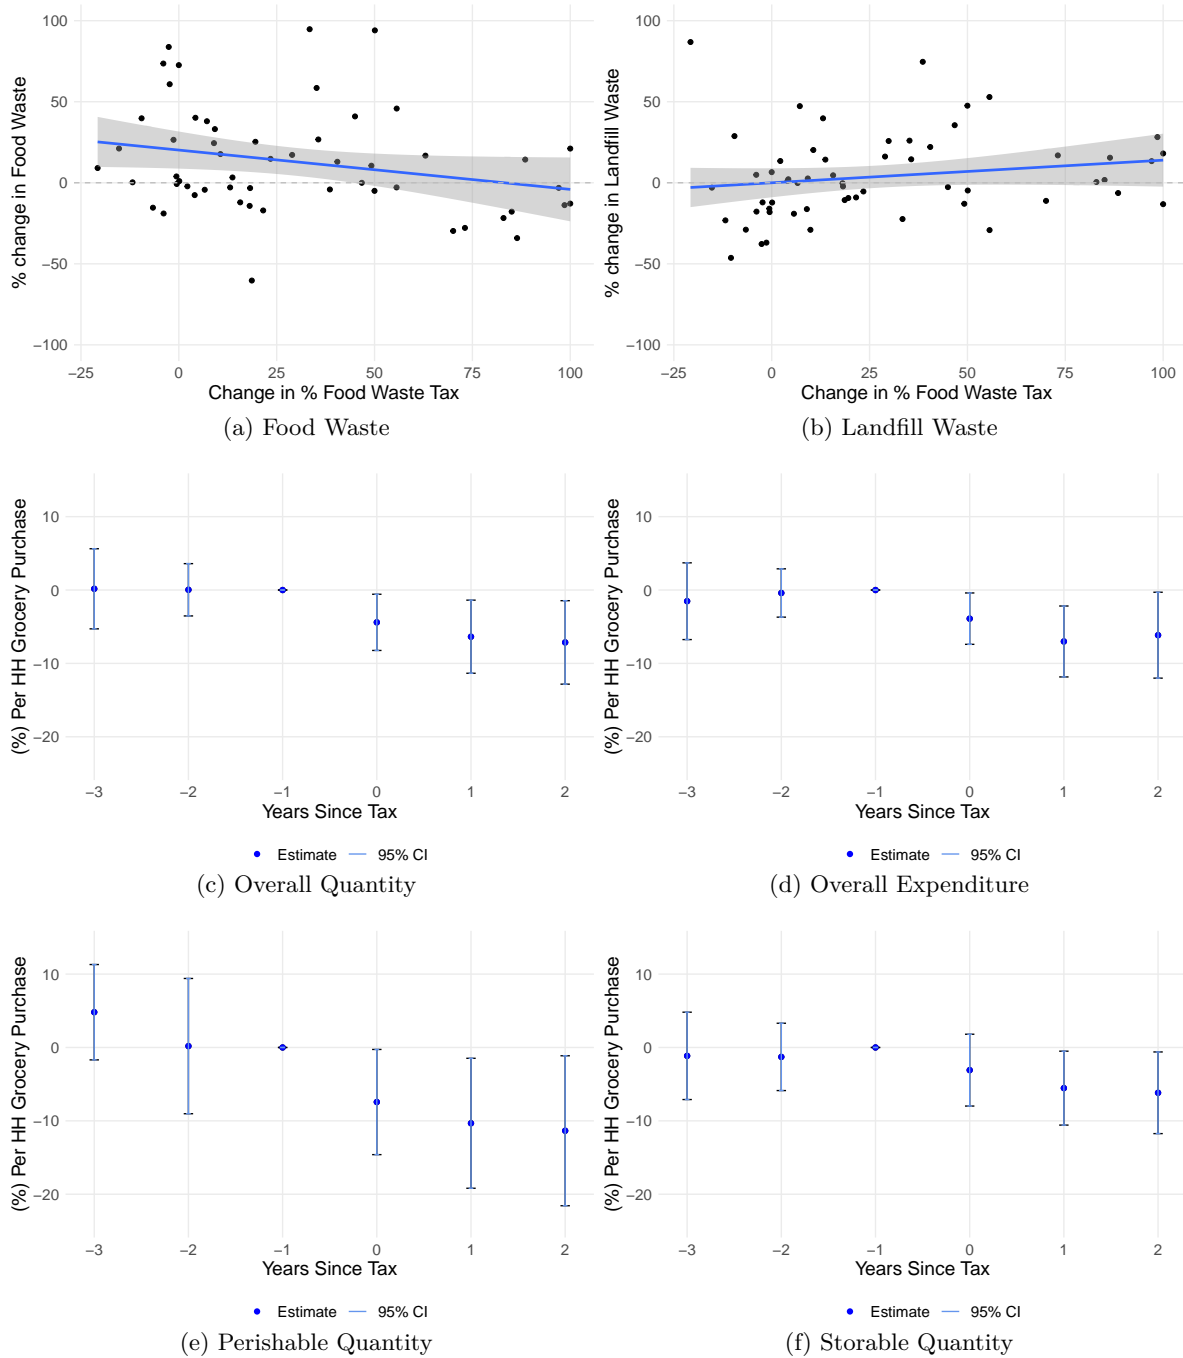 % change in Food Waste
100
50
0
−50
−100
−25
0
25
50
75
100
Change in % Food Waste Tax
(a) Food Waste
% change in Landfill Waste
100
50
0
−50
−100
−25
0
25
50
75
100
Change in % Food Waste Tax
(b) Landfill Waste
(%) Per HH Grocery Purchase
10
0
−10
−20
−3
−2
−1
0
1
2
Years Since Tax
Estimate
95% CI
(c) Overall Quantity
(%) Per HH Grocery Purchase
10
0
−10
−20
−3
−2
−1
0
1
2
Years Since Tax
Estimate
95% CI
(d) Overall Expenditure
(%) Per HH Grocery Purchase
10
0
−10
−20
−3
−2
−1
0
1
2
Years Since Tax
Estimate
95% CI
(e) Perishable Quantity
(%) Per HH Grocery Purchase
10
0
−10
−20
−3
−2
−1
0
1
2
Years Since Tax
Estimate
95% CI
(f) Storable Quantity